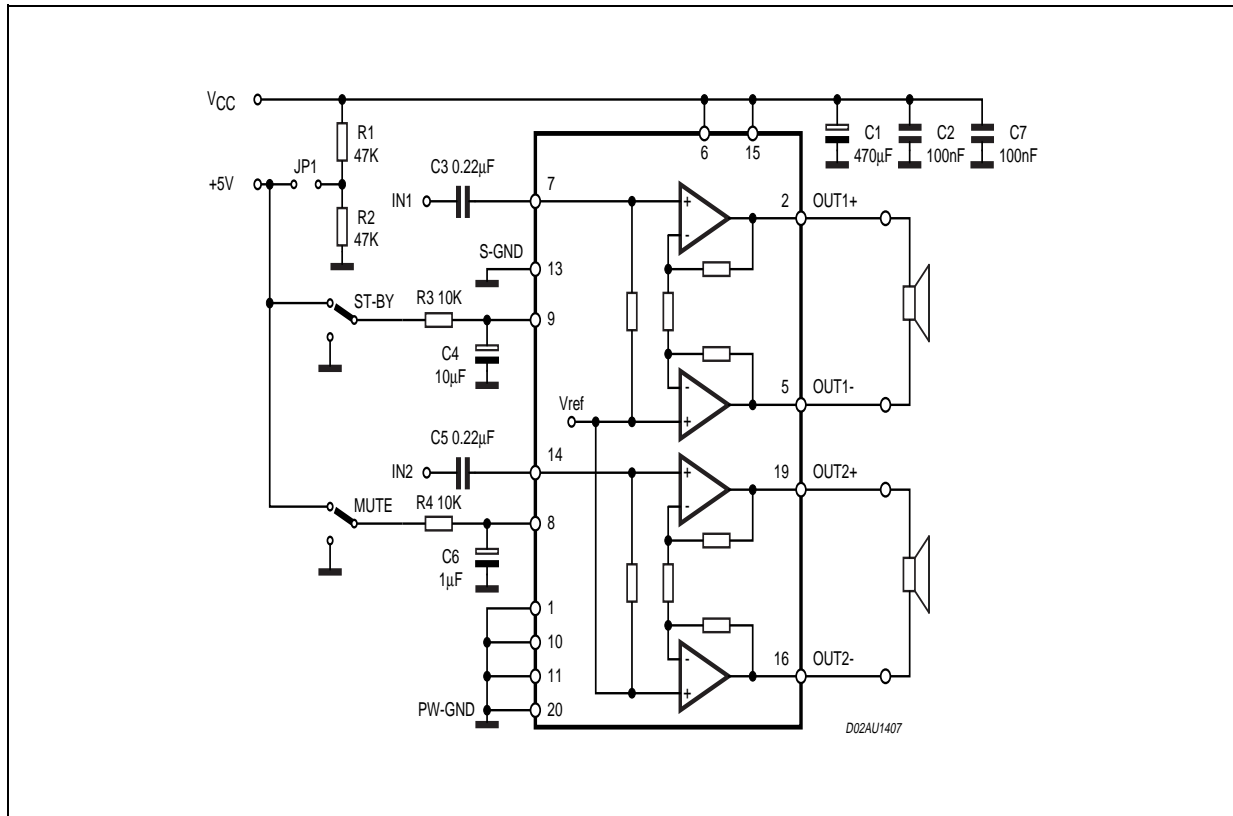 VCC
R1
47K
JP1
+5V
R2
47K
C3 0.22µF
IN1
7
6
15
C1
470µF
C2
100nF
C7
100nF
+
-
2
OUT1+
S-GND
13
ST-BY
R3 10K
9
C4
10µF
-
+
5
OUT1-
Vref
C5 0.22µF
IN2
14
+
-
19
OUT2+
MUTE
R4 10K
8
C6
1µF
1
10
11
PW-GND
20
-
+
16
OUT2-
D02AU1407